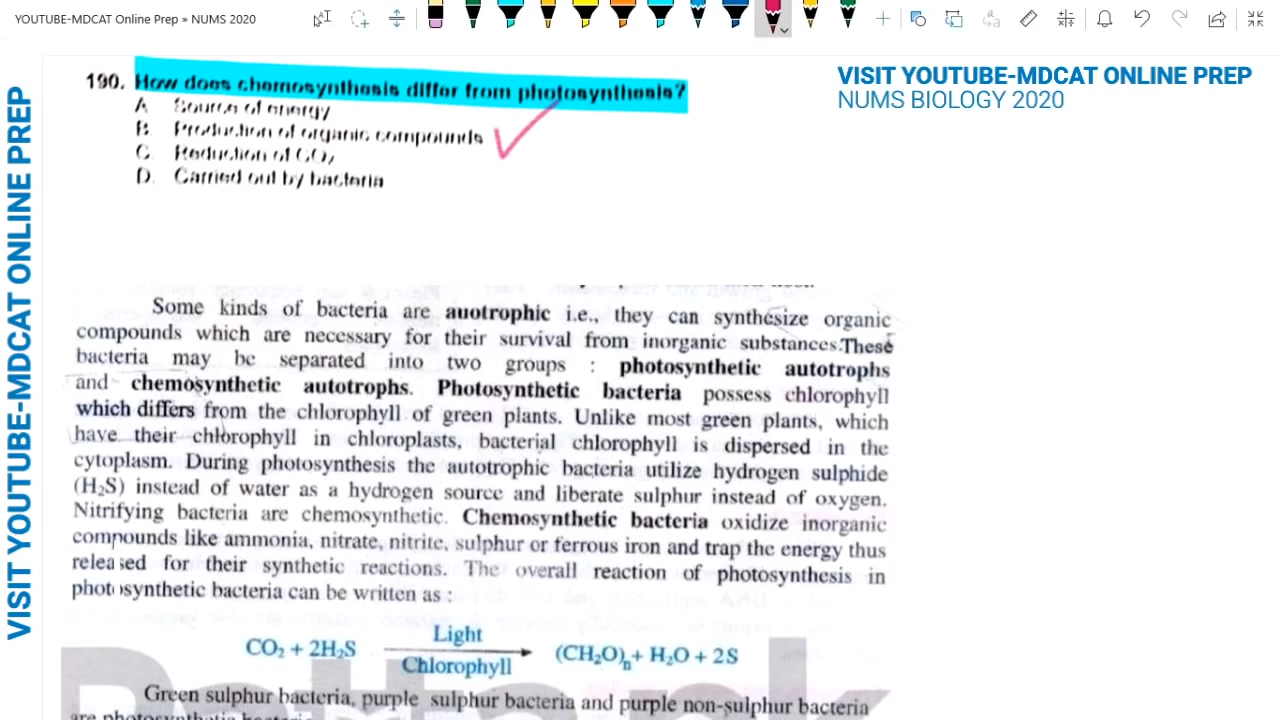 YOUTUBE-MDCAT Online Prep » NUMS 2020
VISIT YOUTUBE-MDCAT ONLINE PREP
NUMS BIOLOGY 2020
VISIT YOUTUBE-MDCAT ONLINE PREP
190. How does chemosynthesis differ from photosynthesis?
A. Source of energy
B. Production of organic compounds
C. Reduction of CO₂
D. Carried out by bacteria
Some kinds of bacteria are auotrophic i.e., they can synthesize organic
compounds which are necessary for their survival from inorganic substances.These
bacteria may be separated into two groups : photosynthetic autotrophs
and chemosynthetic autotrophs. Photosynthetic bacteria possess chlorophyll
which differs from the chlorophyll of green plants. Unlike most green plants, which
have their chlorophyll in chloroplasts, bacterial chlorophyll is dispersed in the
cytoplasm. During photosynthesis the autotrophic bacteria utilize hydrogen sulphide
(H₂S) instead of water as a hydrogen source and liberate sulphur instead of oxygen.
Nitrifying bacteria are chemosynthetic. Chemosynthetic bacteria oxidize inorganic
compounds like ammonia, nitrate, nitrite, sulphur or ferrous iron and trap the energy thus
released for their synthetic reactions. The overall reaction of photosynthesis in
photosynthetic bacteria can be written as :
Light
CO₂ + 2H₂S (CH₂O)ₙ + H₂O + 2S
Chlorophyll
Green sulphur bacteria, purple sulphur bacteria and purple non-sulphur bacteria
are photosynthetic bacteria